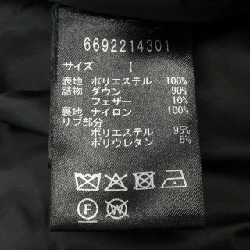 6692214301
サイズ I
表地 ポリエステル 100%
詰物 ダウン 90%
フェザー 10%
裏地 ナイロン 100%
リブ部分
ポリエステル 95%
ポリウレタン 5%
F
W